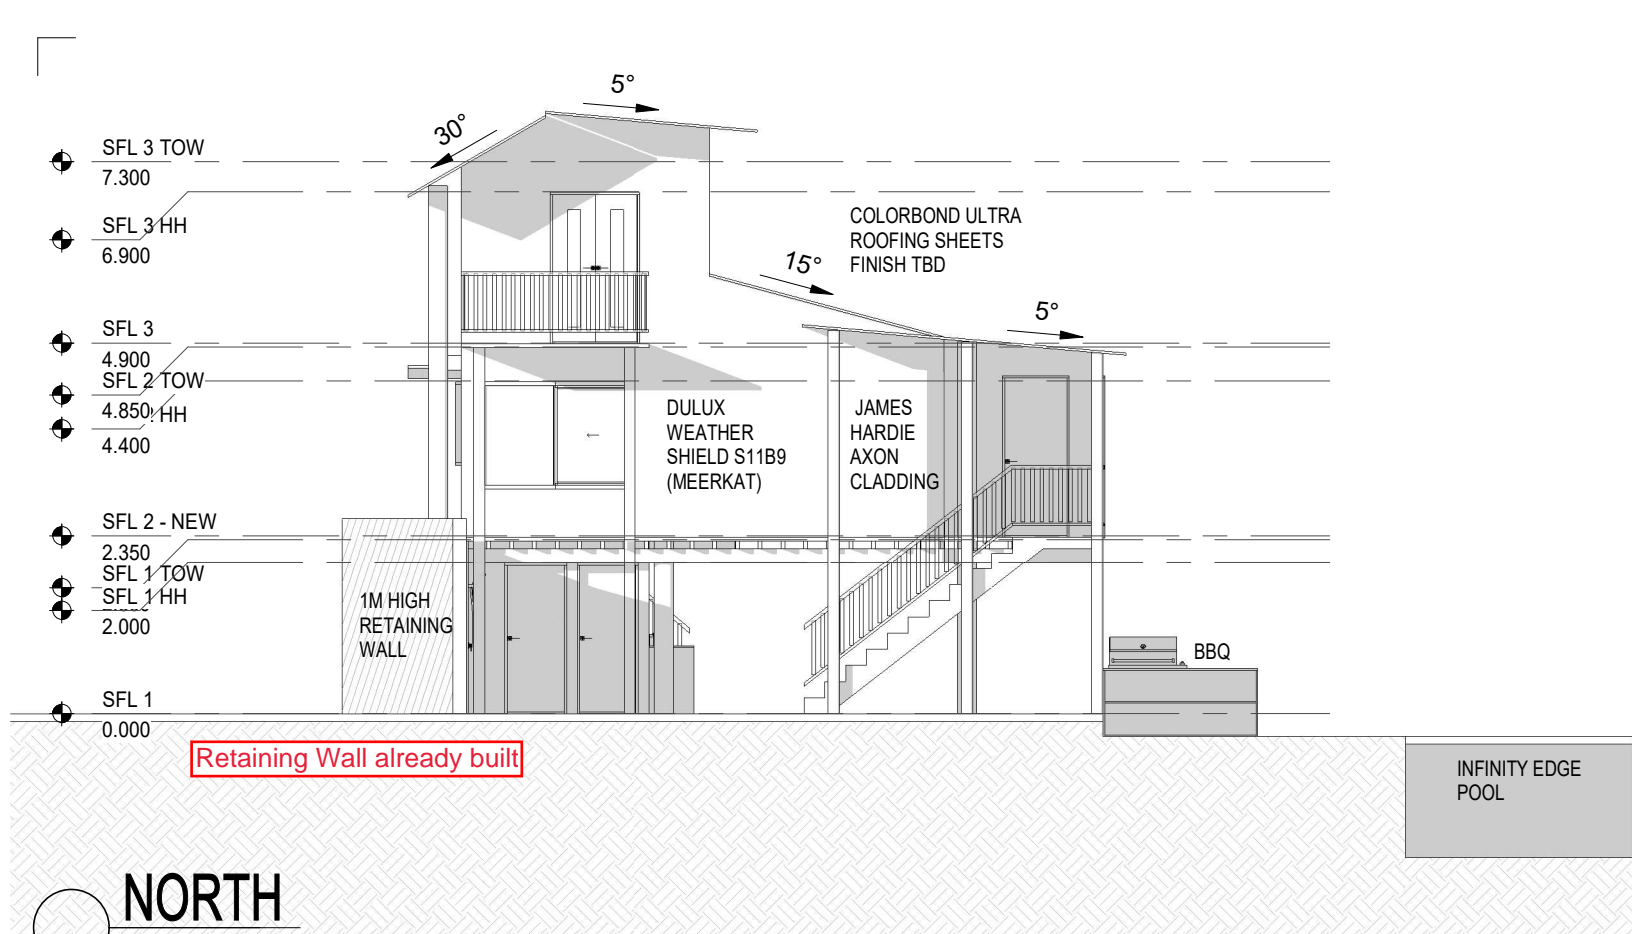 5°
30°
SFL 3 TOW
7.300
SFL 3 HH
6.900
COLORBOND ULTRA
ROOFING SHEETS
FINISH TBD
15°
5°
SFL 3
4.900
SFL 2 TOW
4.850
HH
4.400
DULUX
WEATHER
SHIELD S11B9
(MEERKAT)
JAMES
HARDIE
AXON
CLADDING
SFL 2 - NEW
2.350
SFL 1 TOW
SFL 1 HH
2.000
1M HIGH
RETAINING
WALL
BBQ
SFL 1
0.000
Retaining Wall already built
INFINITY EDGE
POOL
NORTH